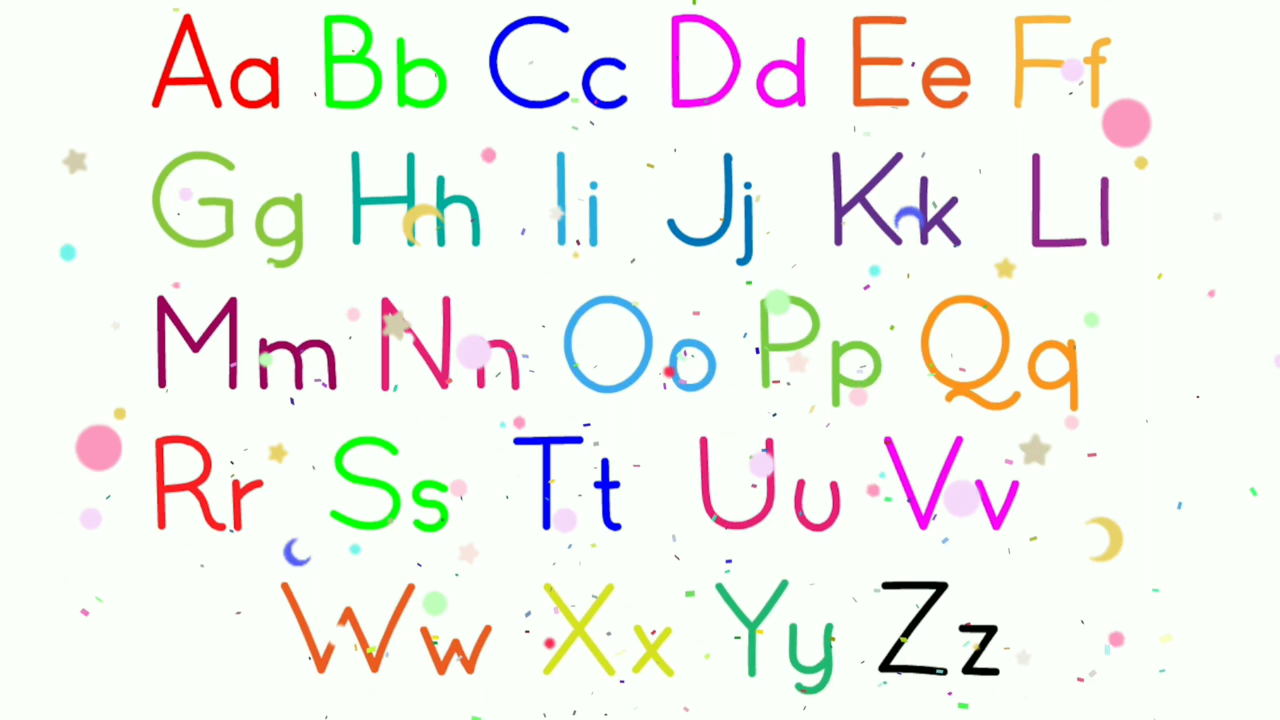 Aa Bb Cc Dd Ee Ff
Gg Hh Ii Jj Kk Ll
Mm Nn Oo Pp Qq
Rr Ss Tt Uu Vv
Ww Xx Yy Zz